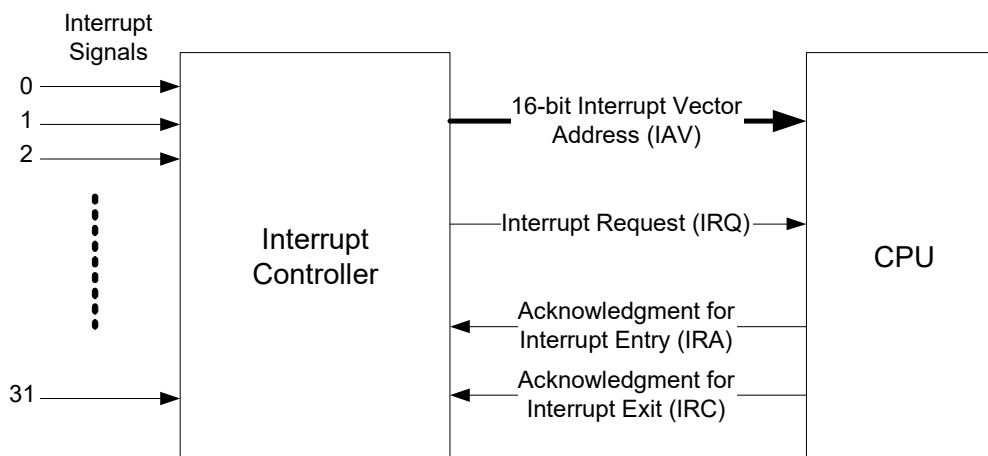 Interrupt
Signals
0
1
2
31
Interrupt
Controller
16-bit Interrupt Vector
Address (IAV)
Interrupt Request (IRQ)
Acknowledgment for
Interrupt Entry (IRA)
Acknowledgment for
Interrupt Exit (IRC)
CPU